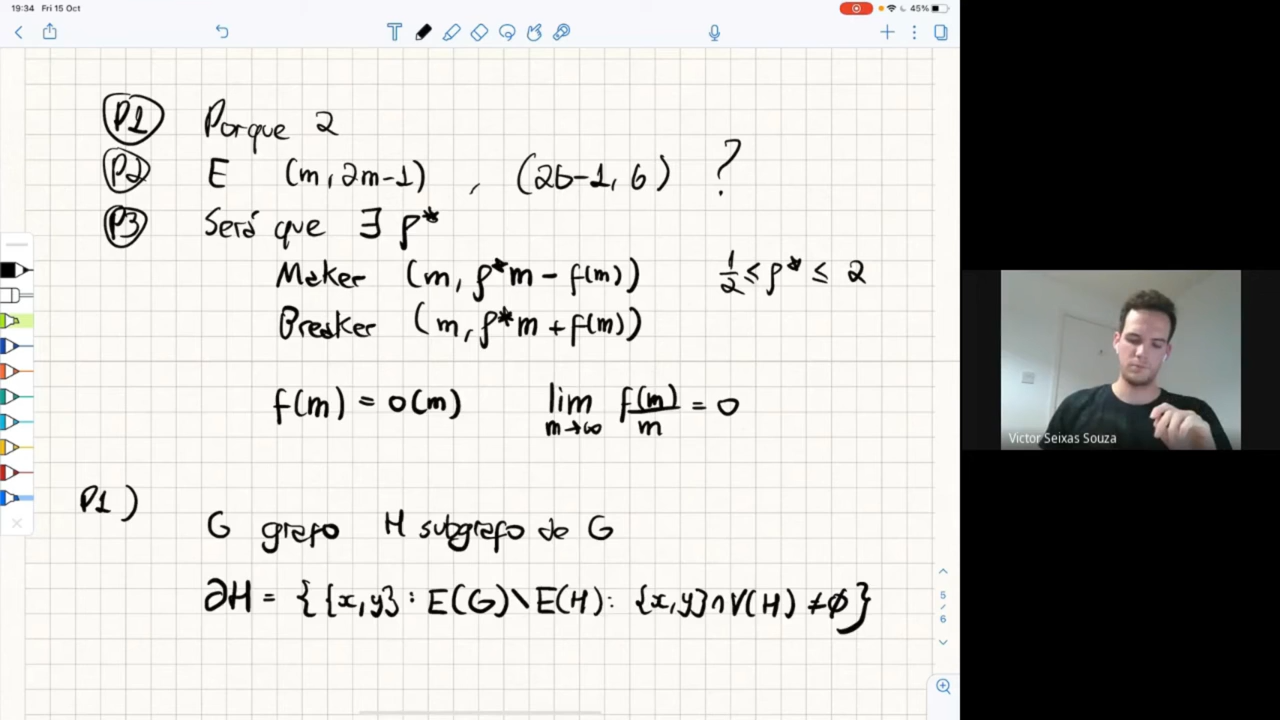 19:34 Fri 15 Oct
45%
P1 Porque 2
P2 E (m, 2m-1), (2b-1, b) ?
P3 Será que ∃ ρ*
Maker (m, ρ*m - f(m)) 1/2 ≤ ρ* ≤ 2
Breaker (m, ρ*m + f(m))
f(m) = o(m) lim m→∞ f(m)/m = 0
P1)
G grafo H subgrafo de G
∂H = {{x,y} : E(G)\E(H): {x,y}∩V(H) ≠ ∅}
5 / 6
Victor Seixas Souza